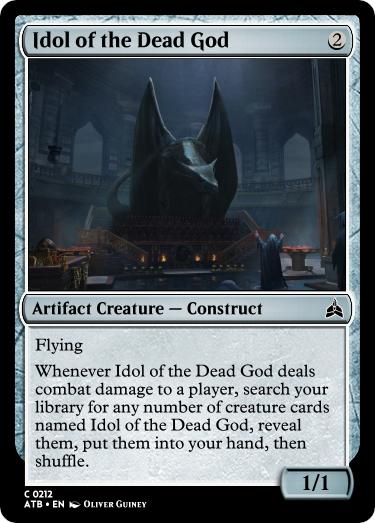 Idol of the Dead God 2
Artifact Creature — Construct
Flying
Whenever Idol of the Dead God deals
combat damage to a player, search your
library for any number of creature cards
named Idol of the Dead God, reveal
them, put them into your hand, then
shuffle.
1/1
C 0212
ATB • EN Oliver Guiney